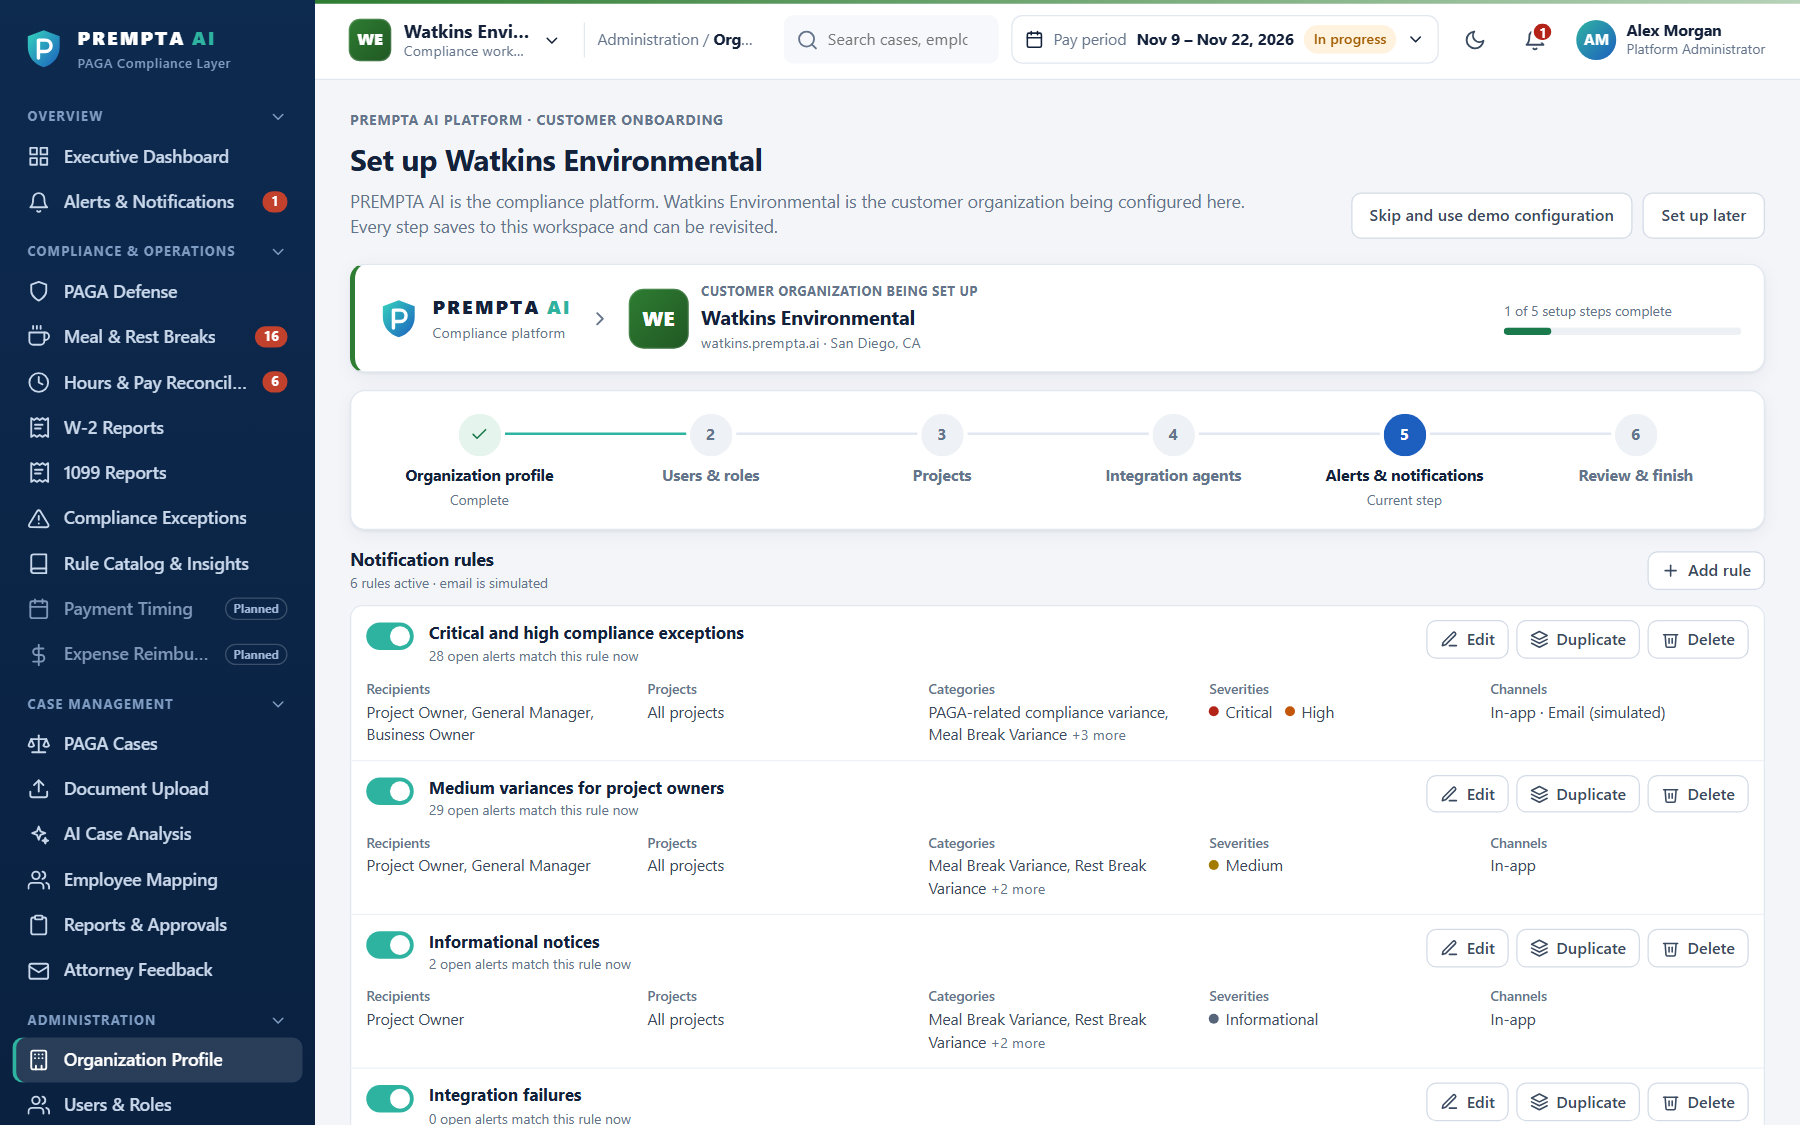 PREMPTA AI
PAGA Compliance Layer
OVERVIEW
Executive Dashboard
Alerts & Notifications 1
COMPLIANCE & OPERATIONS
PAGA Defense
Meal & Rest Breaks 16
Hours & Pay Reconcil... 6
W-2 Reports
1099 Reports
Compliance Exceptions
Rule Catalog & Insights
Payment Timing Planned
Expense Reimbu... Planned
CASE MANAGEMENT
PAGA Cases
Document Upload
AI Case Analysis
Employee Mapping
Reports & Approvals
Attorney Feedback
ADMINISTRATION
Organization Profile
Users & Roles
WE
Watkins Envi...
Compliance work...
Administration / Org...
Search cases, emplc
Pay period Nov 9 – Nov 22, 2026 In progress
1
AM
Alex Morgan
Platform Administrator
PREMPTA AI PLATFORM · CUSTOMER ONBOARDING
Set up Watkins Environmental
PREMPTA AI is the compliance platform. Watkins Environmental is the customer organization being configured here.
Every step saves to this workspace and can be revisited.
Skip and use demo configuration
Set up later
PREMPTA AI
Compliance platform
WE
CUSTOMER ORGANIZATION BEING SET UP
Watkins Environmental
watkins.prempta.ai · San Diego, CA
1 of 5 setup steps complete
Organization profile
Complete
2
Users & roles
3
Projects
4
Integration agents
5
Alerts & notifications
Current step
6
Review & finish
Notification rules
6 rules active · email is simulated
Add rule
Critical and high compliance exceptions
28 open alerts match this rule now
Edit Duplicate Delete
Recipients
Project Owner, General Manager,
Business Owner
Projects
All projects
Categories
PAGA-related compliance variance,
Meal Break Variance +3 more
Severities
Critical High
Channels
In-app · Email (simulated)
Medium variances for project owners
29 open alerts match this rule now
Edit Duplicate Delete
Recipients
Project Owner, General Manager
Projects
All projects
Categories
Meal Break Variance, Rest Break
Variance +2 more
Severities
Medium
Channels
In-app
Informational notices
2 open alerts match this rule now
Edit Duplicate Delete
Recipients
Project Owner
Projects
All projects
Categories
Meal Break Variance, Rest Break
Variance +2 more
Severities
Informational
Channels
In-app
Integration failures
0 open alerts match this rule now
Edit Duplicate Delete